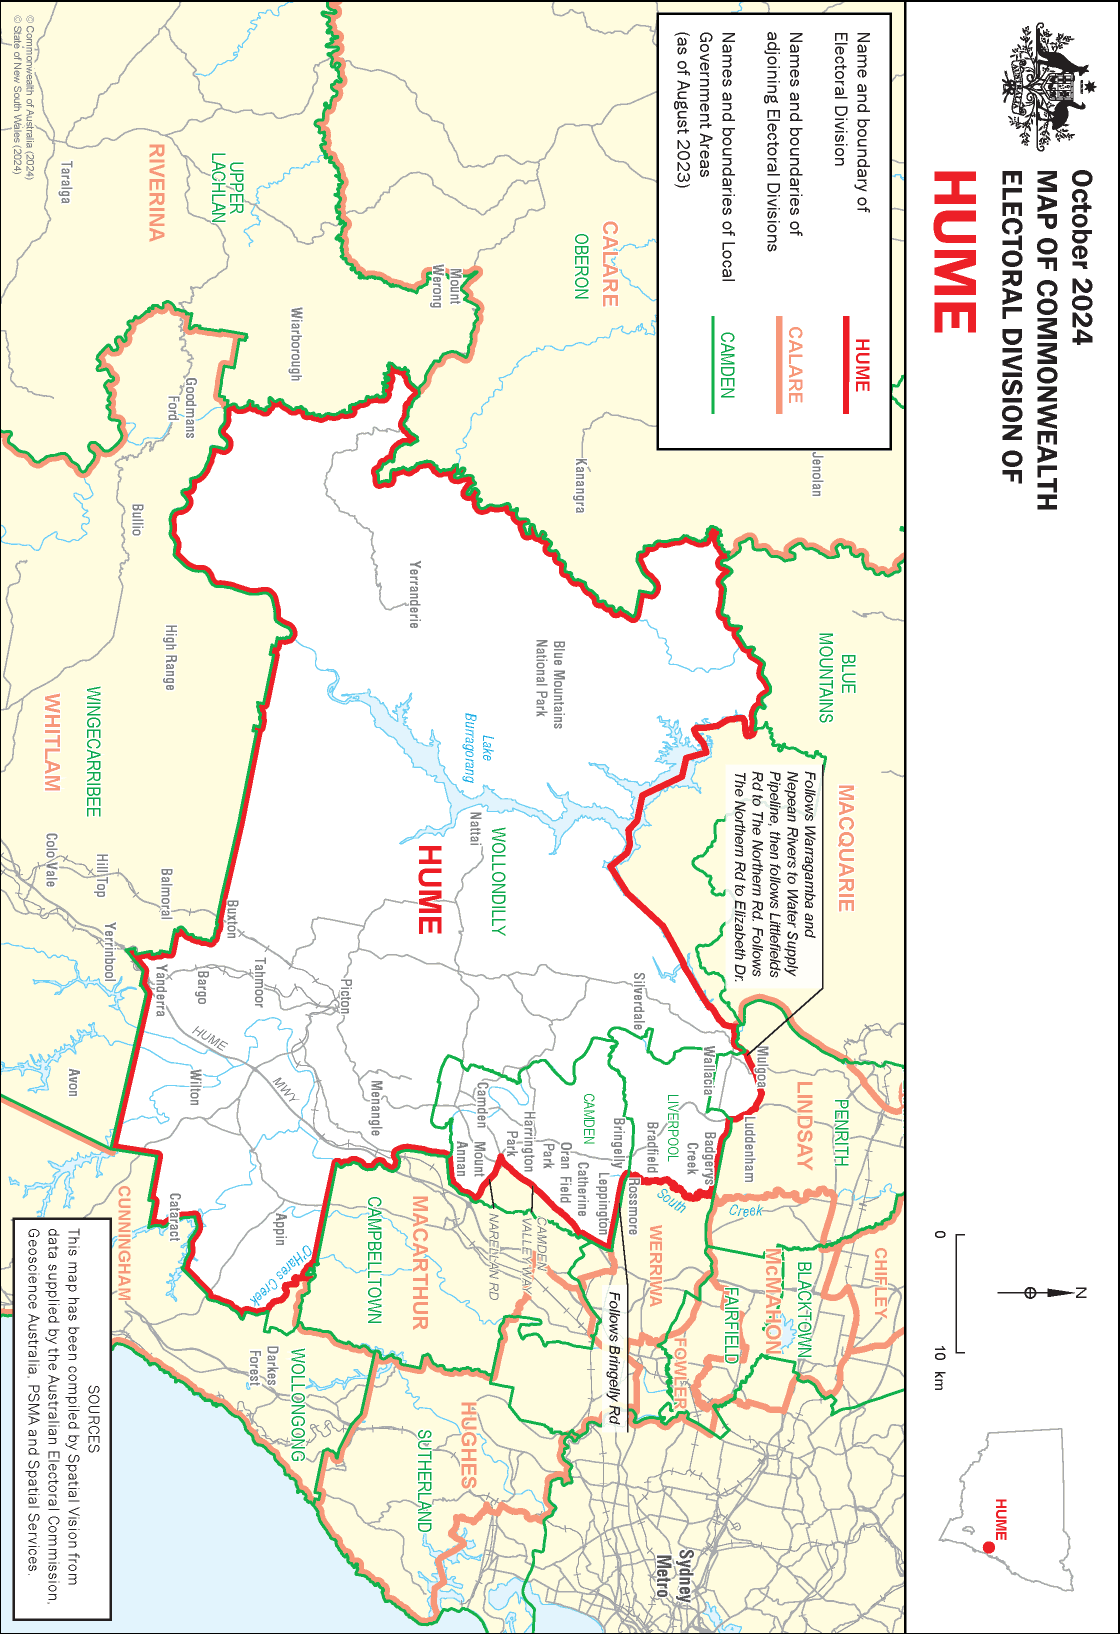 October 2024
MAP OF COMMONWEALTH
ELECTORAL DIVISION OF
HUME
0
10 km
N
HUME
Name and boundary of
Electoral Division
HUME
Names and boundaries of
adjoining Electoral Divisions
CALARE
Names and boundaries of Local
Government Areas
(as of August 2023)
CAMDEN
Jenolan
BLUE
MOUNTAINS
MACQUARIE
Follows Warragamba and
Nepean Rivers to Water Supply
Pipeline, then follows Littlefields
Rd to The Northern Rd. Follows
The Northern Rd to Elizabeth Dr.
PENRITH
LINDSAY
CHIFLEY
BLACKTOWN
McMAHON
FAIRFIELD
FOWLER
WERRIWA
Mulgoa
Luddenham
Wallacia
Badgerys
Creek
South
Creek
LIVERPOOL
Bradfield
Rossmore
Bringelly
Silverdale
Leppington
Catherine
Field
Oran
Park
Harrington
Park
CAMDEN
Follows Bringelly Rd
CALARE
OBERON
Kanangra
Blue Mountains
National Park
CAMDEN
VALLEY WAY
NARELLAN RD
Mount
Annan
Camden
WOLLONDILLY
Nattai
Lake
Burragorang
HUME
Mount
Werong
Yerranderie
MACARTHUR
CAMPBELLTOWN
HUGHES
SUTHERLAND
Sydney
Metro
Menangle
Picton
Wiarborough
HUME
MWY
Appin
O'Hares Creek
Tahmoor
Buxton
Bargo
Wilton
Yanderra
Cataract
WOLLONGONG
Darkes
Forest
CUNNINGHAM
UPPER
LACHLAN
RIVERINA
Goodmans
Ford
Bullio
High Range
Balmoral
Hill Top
Yerrinbool
WINGECARRIBEE
WHITLAM
Colo Vale
Avon
Taralga
SOURCES
This map has been compiled by Spatial Vision from
data supplied by the Australian Electoral Commission,
Geoscience Australia, PSMA and Spatial Services.
© Commonwealth of Australia (2024)
© State of New South Wales (2024)